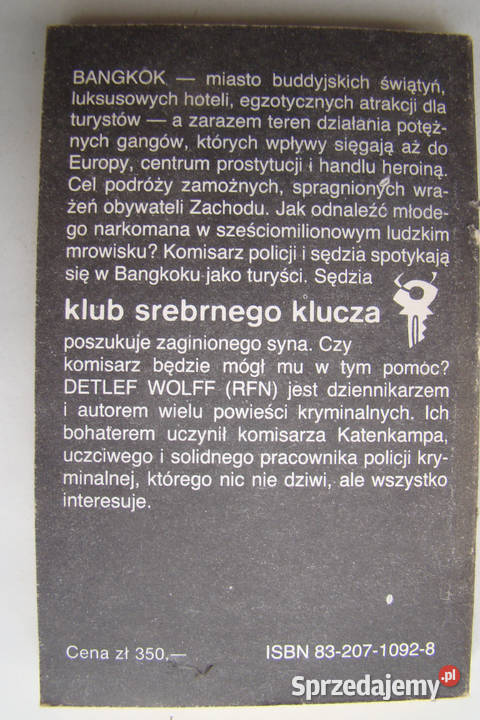 BANGKOK — miasto buddyjskich świątyń,
luksusowych hoteli, egzotycznych atrakcji dla
turystów — a zarazem teren działania potęż-
nych gangów, których wpływy sięgają aż do
Europy, centrum prostytucji i handlu heroiną.
Cel podróży zamożnych, spragnionych wra-
żeń obywateli Zachodu. Jak odnaleźć młode-
go narkomana w sześciomilionowym ludzkim
mrowisku? Komisarz policji i sędzia spotykają
się w Bangkoku jako turyści. Sędzia
klub srebrnego klucza
poszukuje zaginionego syna. Czy
komisarz będzie mógł mu w tym pomóc?
DETLEF WOLFF (RFN) jest dziennikarzem
i autorem wielu powieści kryminalnych. Ich
bohaterem uczynił komisarza Katenkampa,
uczciwego i solidnego pracownika policji kry-
minalnej, którego nic nie dziwi, ale wszystko
interesuje.
Cena zł 350,—
ISBN 83-207-1092-8
Sprzedajemy.pl